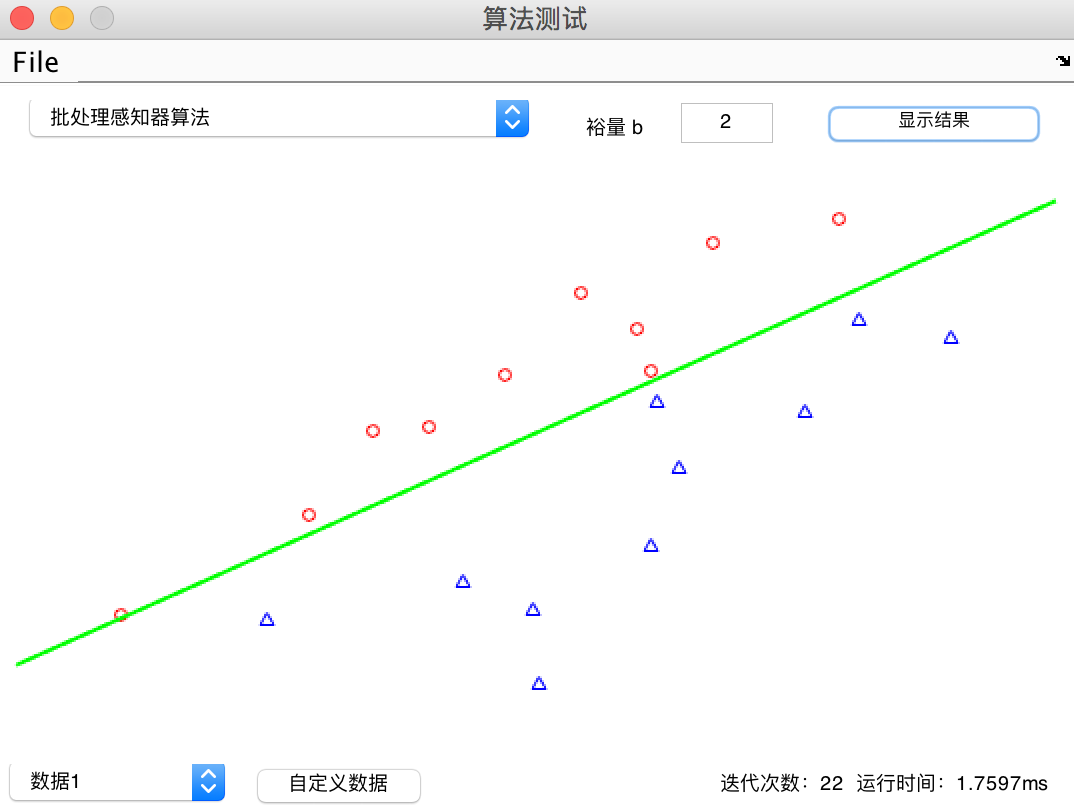 算法测试
File
批处理感知器算法
裕量 b
2
显示结果
数据1
自定义数据
迭代次数：22 运行时间：1.7597ms